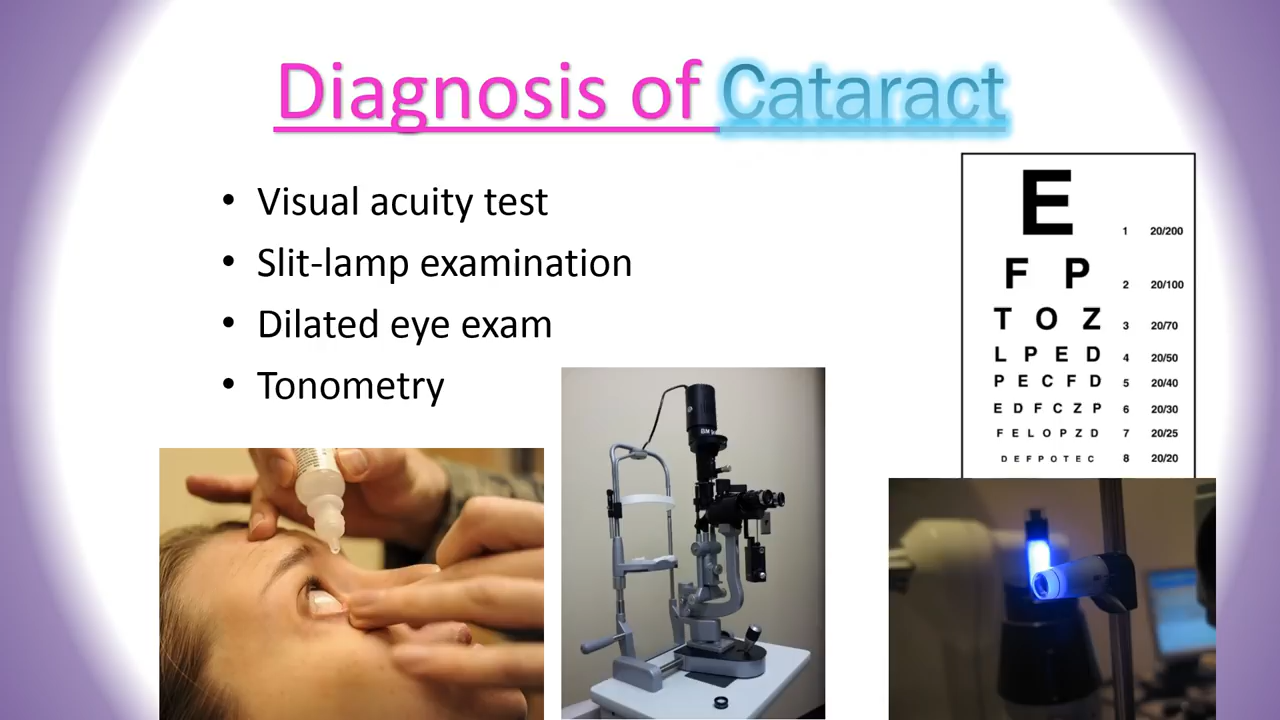 Diagnosis of Cataract
• Visual acuity test
• Slit-lamp examination
• Dilated eye exam
• Tonometry
E 1 20/200
F P 2 20/100
T O Z 3 20/70
L P E D 4 20/50
P E C F D 5 20/40
E D F C Z P 6 20/30
F E L O P Z D 7 20/25
D E F P O T E C 8 20/20